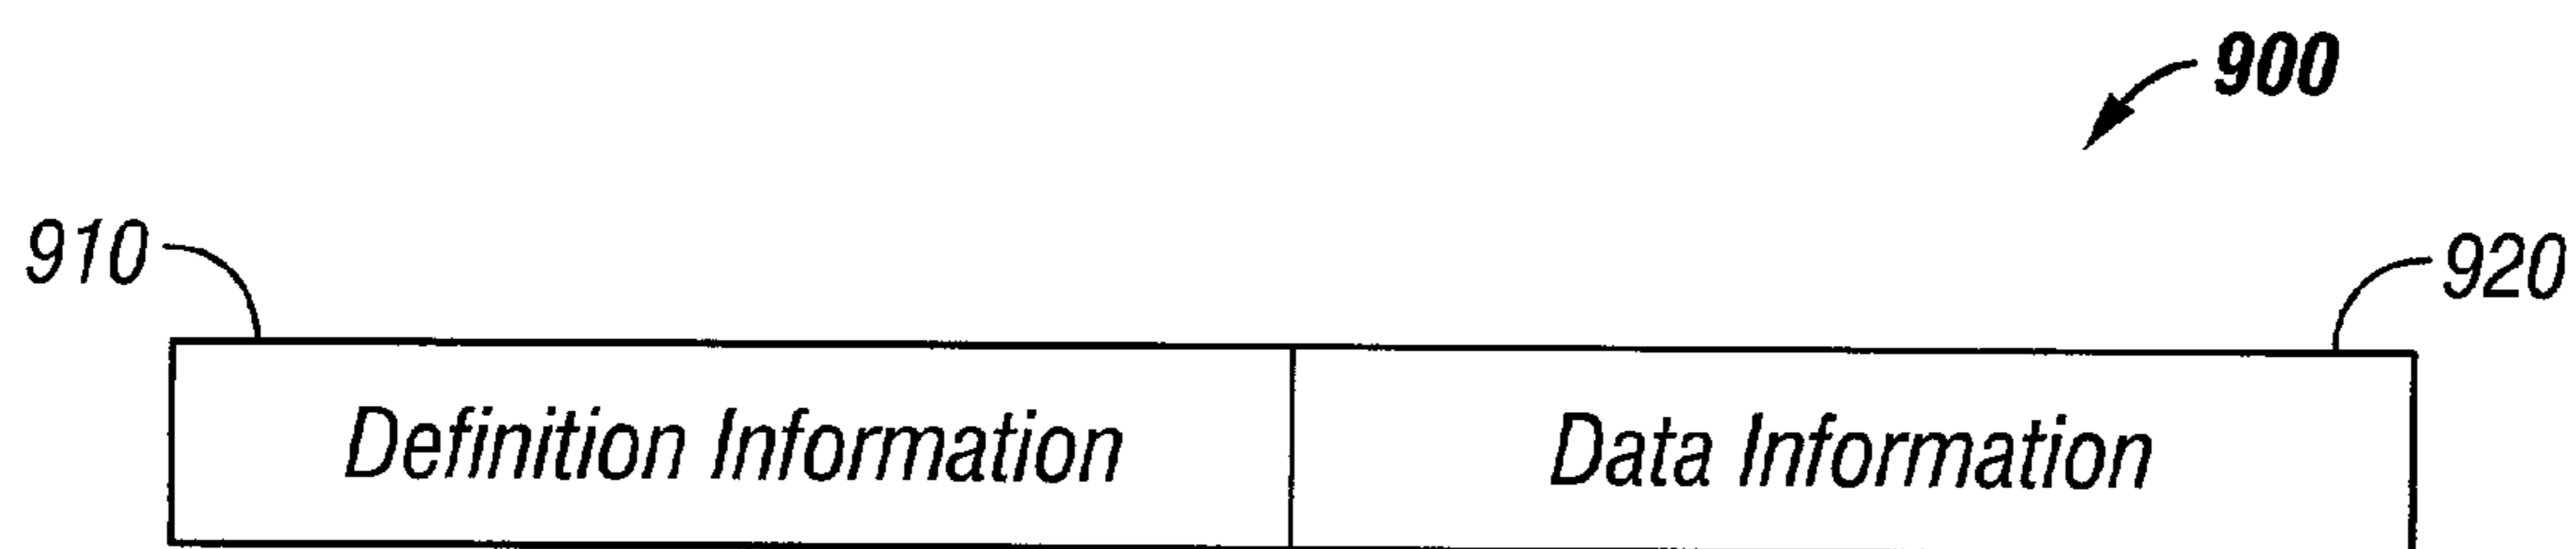 900
910
920
Definition Information
Data Information